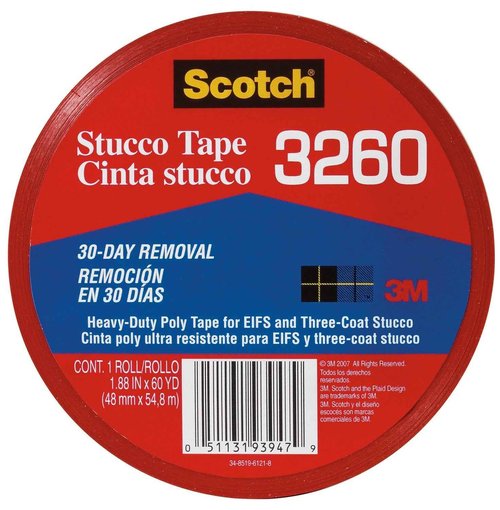 Scotch®
Stucco Tape
Cinta stucco
3260
30-DAY REMOVAL
REMOCIÓN
EN 30 DÍAS
3M
Heavy-Duty Poly Tape for EIFS and Three-Coat Stucco
Cinta poly ultra resistente para EIFS y three-coat stucco
CONT. 1 ROLL/ROLLO
1.88 IN x 60 YD
(48 mm x 54,8 m)
0 51131 93947 9
34-8519-6121-8
© 3M 2007. All Rights Reserved.
Todos los derechos
reservados.
3M, Scotch and the Plaid Design
are trademarks of 3M.
3M, Scotch y el diseño
escocés son marcas
comerciales de 3M.